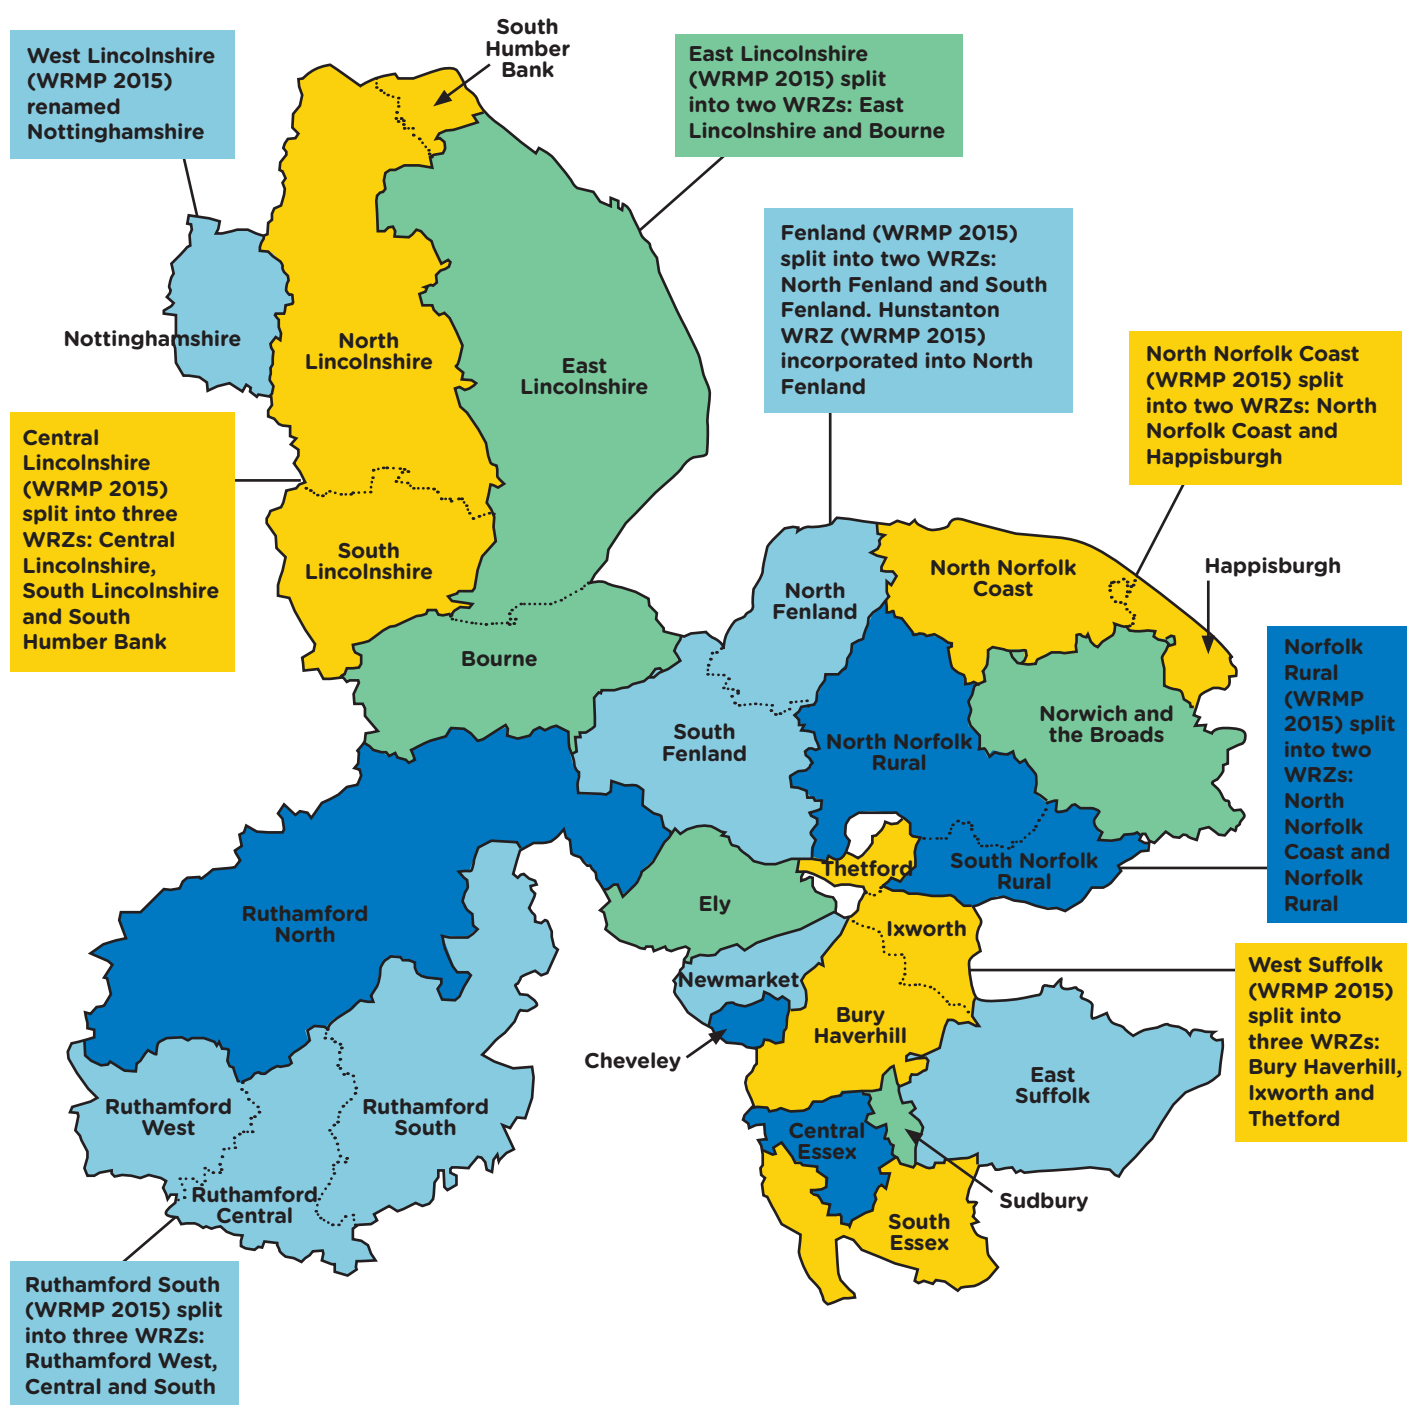 West Lincolnshire
(WRMP 2015)
renamed
Nottinghamshire
South
Humber
Bank
East Lincolnshire
(WRMP 2015) split
into two WRZs: East
Lincolnshire and Bourne
Fenland (WRMP 2015)
split into two WRZs:
North Fenland and South
Fenland. Hunstanton
WRZ (WRMP 2015)
incorporated into North
Fenland
North Norfolk Coast
(WRMP 2015) split
into two WRZs: North
Norfolk Coast and
Happisburgh
Nottinghamshire
North
Lincolnshire
East
Lincolnshire
Central
Lincolnshire
(WRMP 2015)
split into three
WRZs: Central
Lincolnshire,
South Lincolnshire
and South
Humber Bank
South
Lincolnshire
Bourne
North
Fenland
North Norfolk
Coast
Happisburgh
Norfolk
Rural
(WRMP
2015) split
into two
WRZs:
North
Norfolk
Coast and
Norfolk
Rural
South
Fenland
North Norfolk
Rural
Norwich and
the Broads
Thetford
South Norfolk
Rural
Ruthamford
North
Ely
Ixworth
Newmarket
Bury
Haverhill
Cheveley
West Suffolk
(WRMP 2015)
split into
three WRZs:
Bury Haverhill,
Ixworth and
Thetford
East
Suffolk
Ruthamford
West
Ruthamford
South
Central
Essex
Ruthamford
Central
Sudbury
South
Essex
Ruthamford South
(WRMP 2015) split
into three WRZs:
Ruthamford West,
Central and South